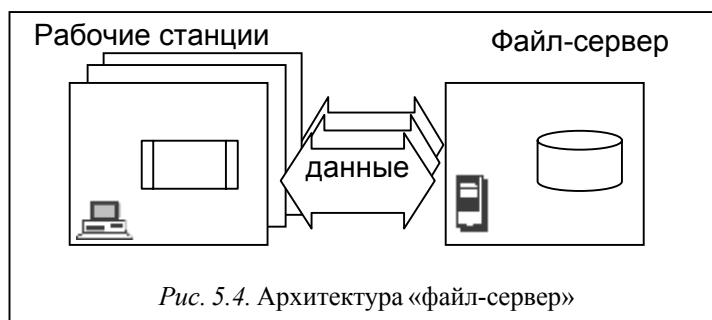 Рабочие станции
Файл-сервер
данные
Рис. 5.4. Архитектура «файл-сервер»